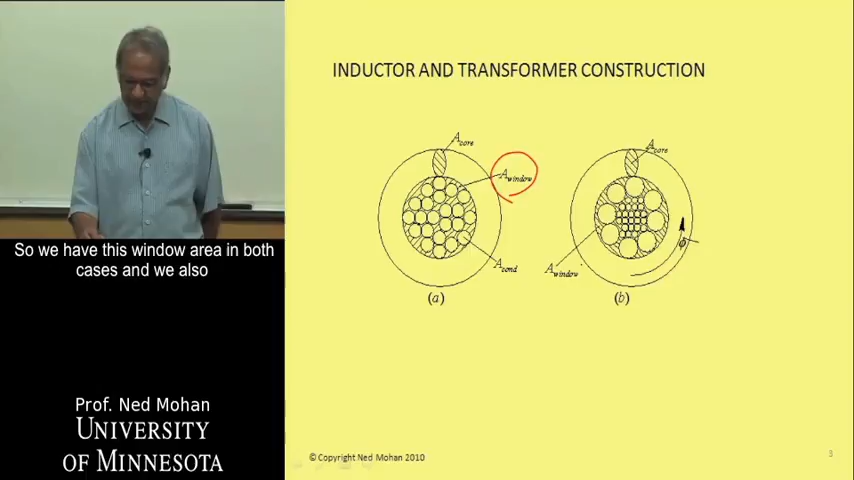 INDUCTOR AND TRANSFORMER CONSTRUCTION
A_core
A_core
A_window
A_cond
A_window
ϕ
(a)
(b)
So we have this window area in both
cases and we also
Prof. Ned Mohan
UNIVERSITY
OF MINNESOTA
© Copyright Ned Mohan 2010
3